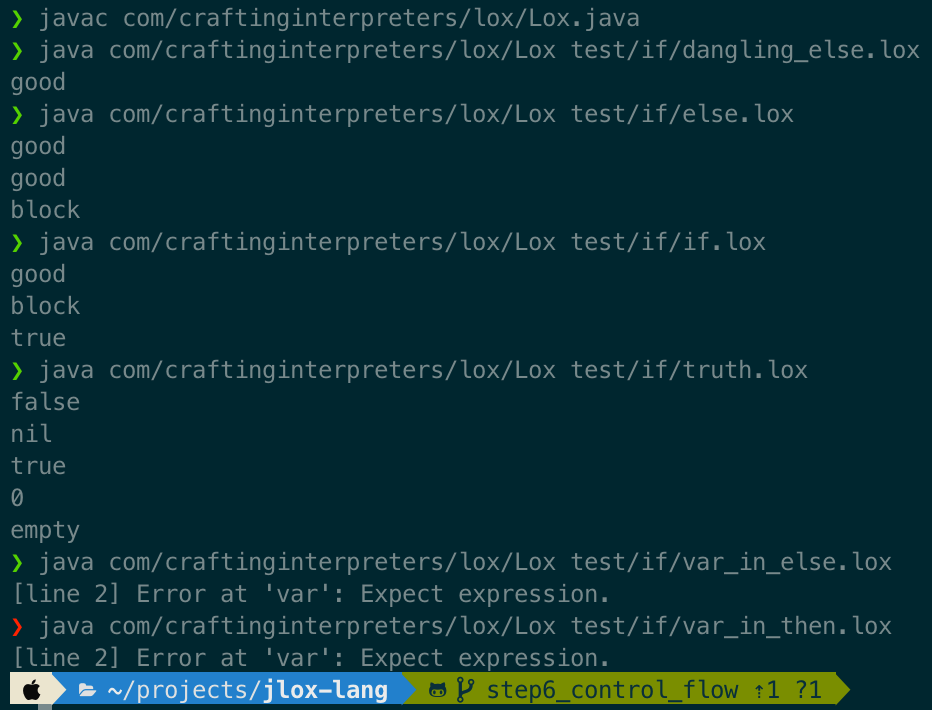 ❯ javac com/craftinginterpreters/lox/Lox.java
❯ java com/craftinginterpreters/lox/Lox test/if/dangling_else.lox
good
❯ java com/craftinginterpreters/lox/Lox test/if/else.lox
good
good
block
❯ java com/craftinginterpreters/lox/Lox test/if/if.lox
good
block
true
❯ java com/craftinginterpreters/lox/Lox test/if/truth.lox
false
nil
true
0
empty
❯ java com/craftinginterpreters/lox/Lox test/if/var_in_else.lox
[line 2] Error at 'var': Expect expression.
❯ java com/craftinginterpreters/lox/Lox test/if/var_in_then.lox
[line 2] Error at 'var': Expect expression.
~/projects/jlox-lang step6_control_flow ⇡1 ?1